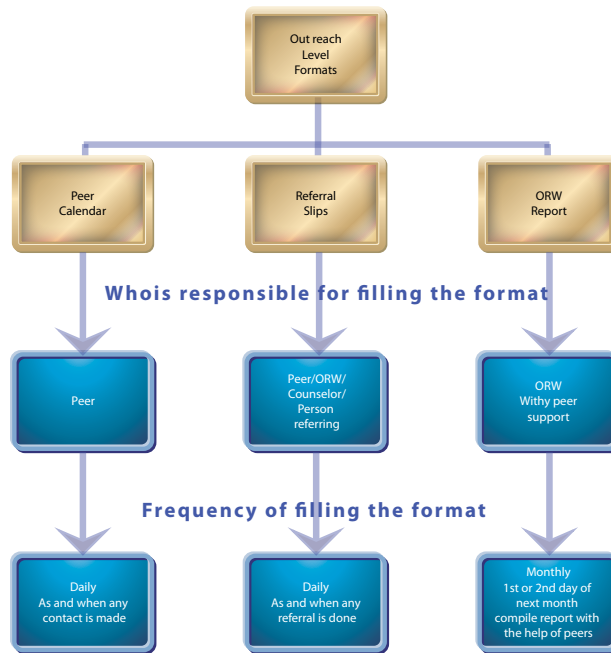 Out reach
Level
Formats
Peer
Calendar
Referral
Slips
ORW
Report
Whois responsible for filling the format
Peer
Peer/ORW/
Counselor/
Person
referring
ORW
Withy peer
support
Frequency of filling the format
Daily
As and when any
contact is made
Daily
As and when any
referral is done
Monthly
1st or 2nd day of
next month
compile report with
the help of peers